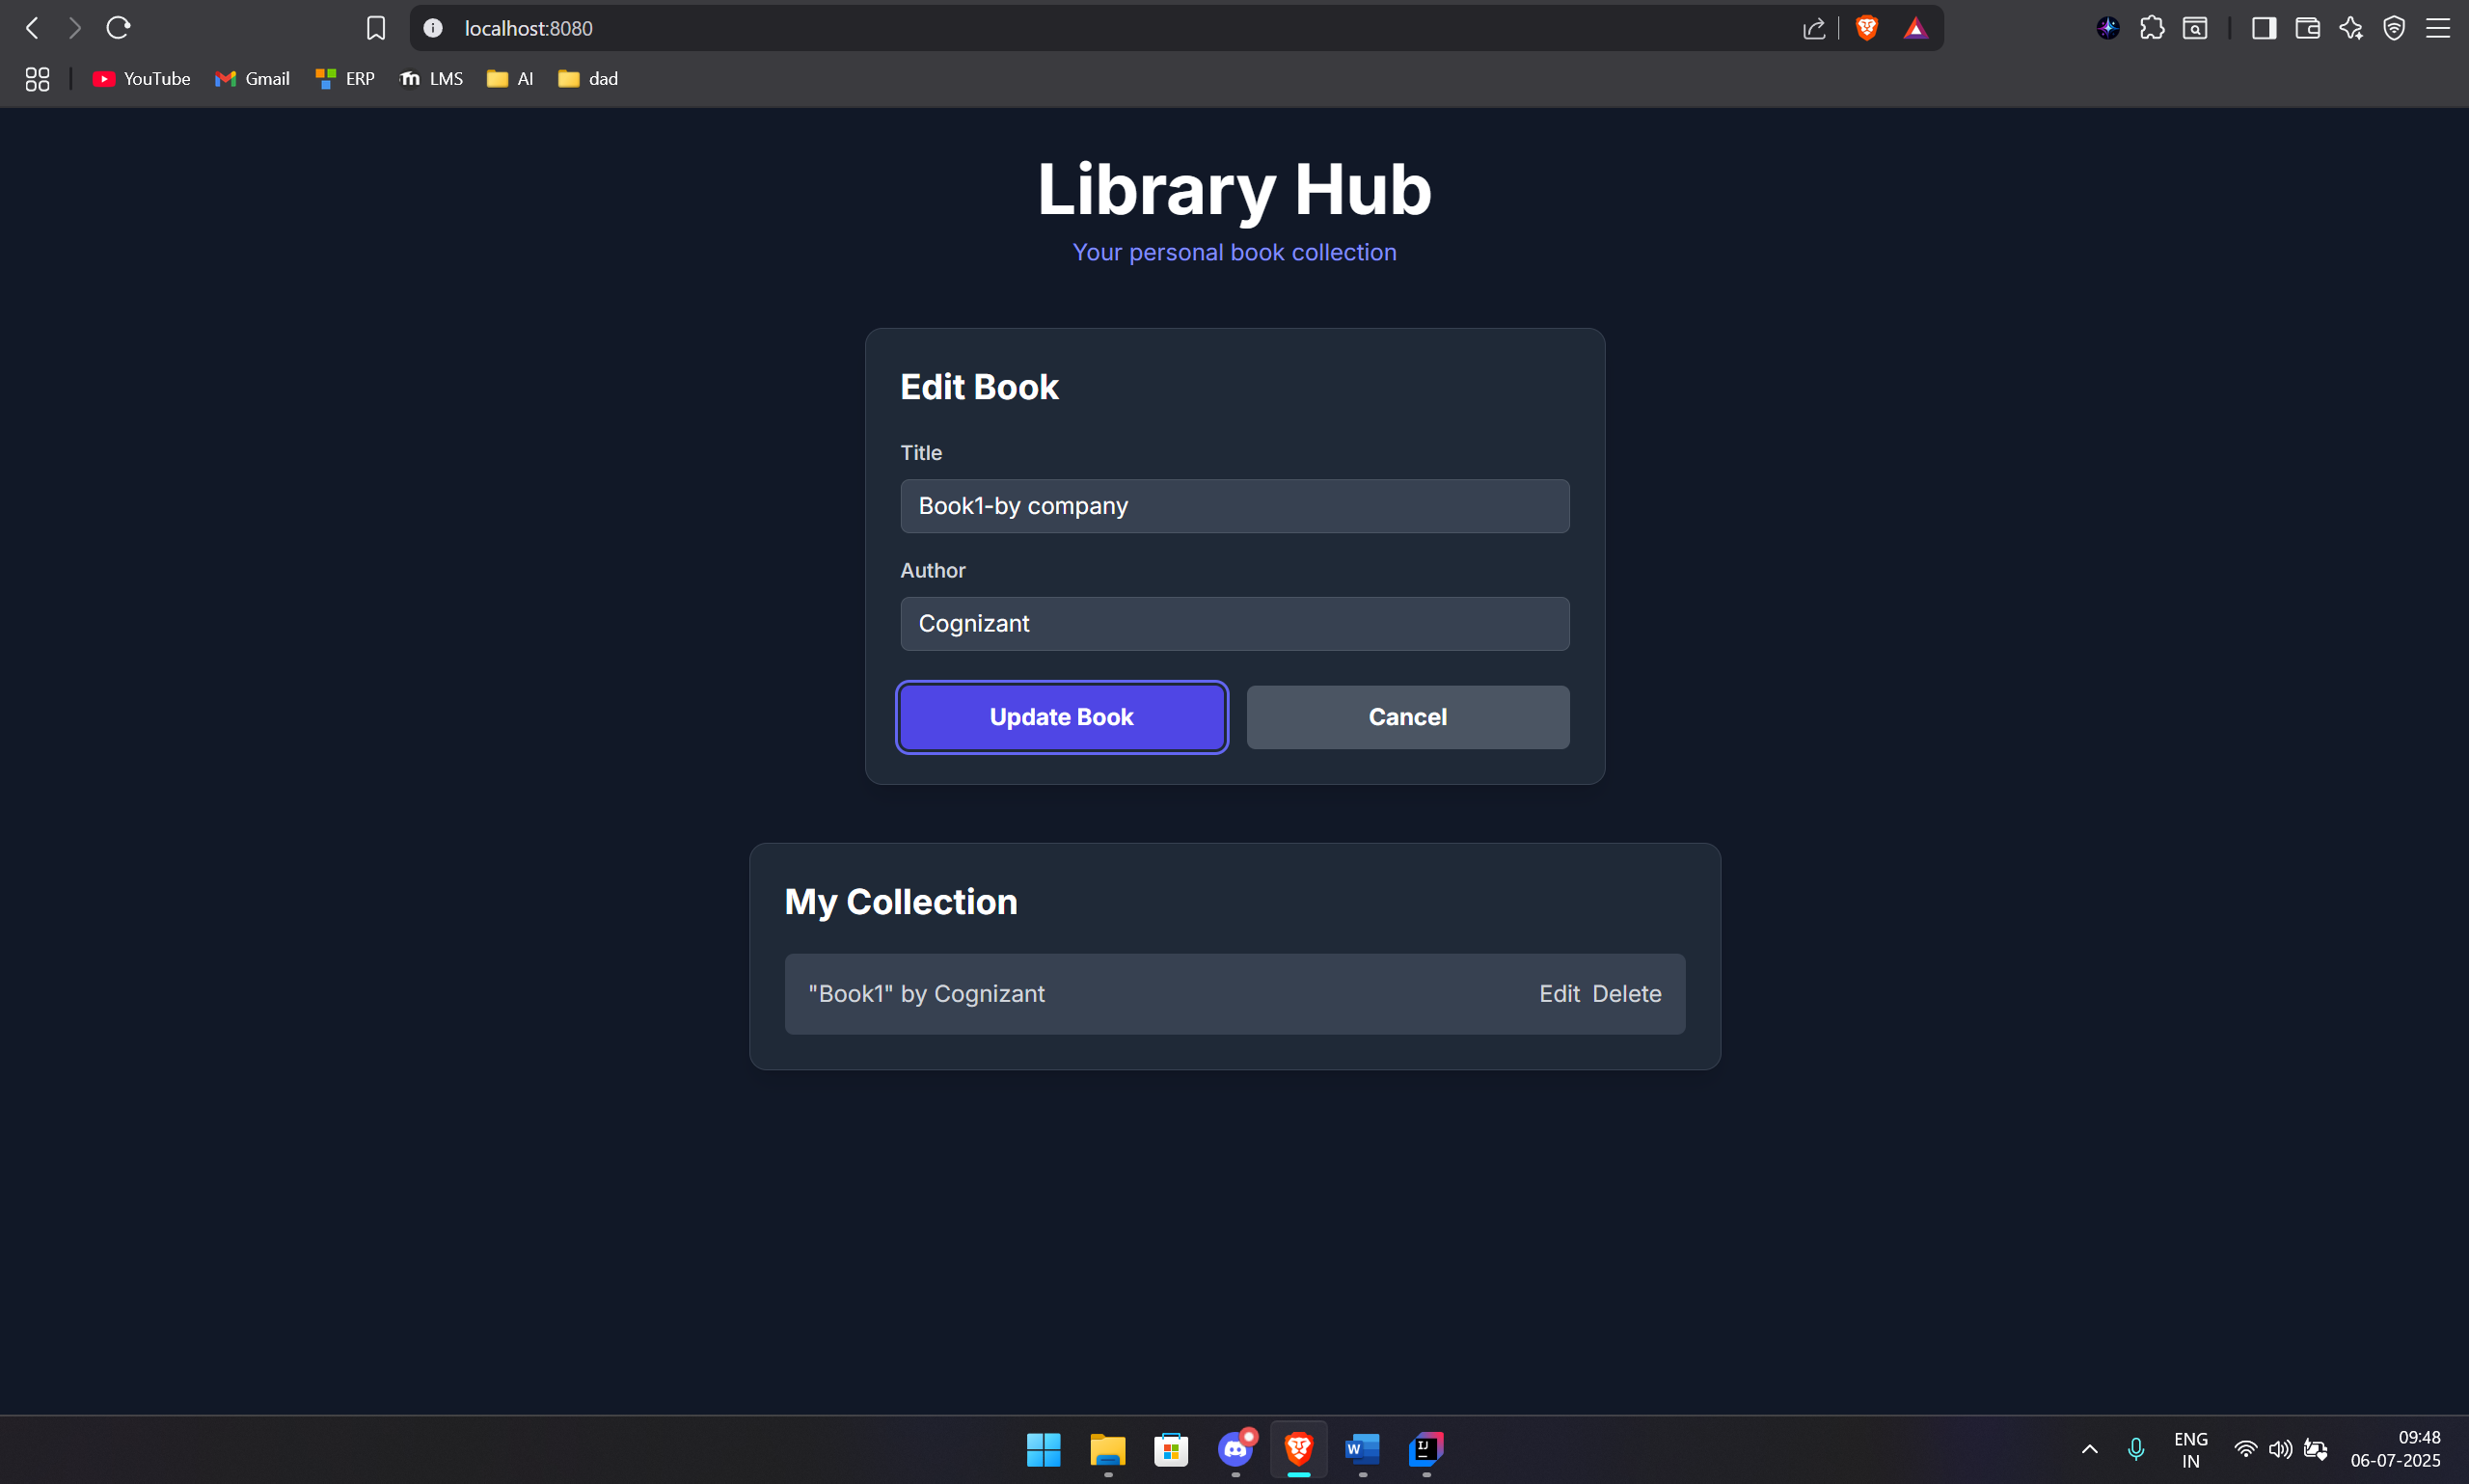 localhost:8080
YouTube Gmail ERP LMS AI dad
Library Hub
Your personal book collection
Edit Book
Title
Book1-by company
Author
Cognizant
Update Book Cancel
My Collection
"Book1" by Cognizant Edit Delete
ENG 09:48
IN 06-07-2025